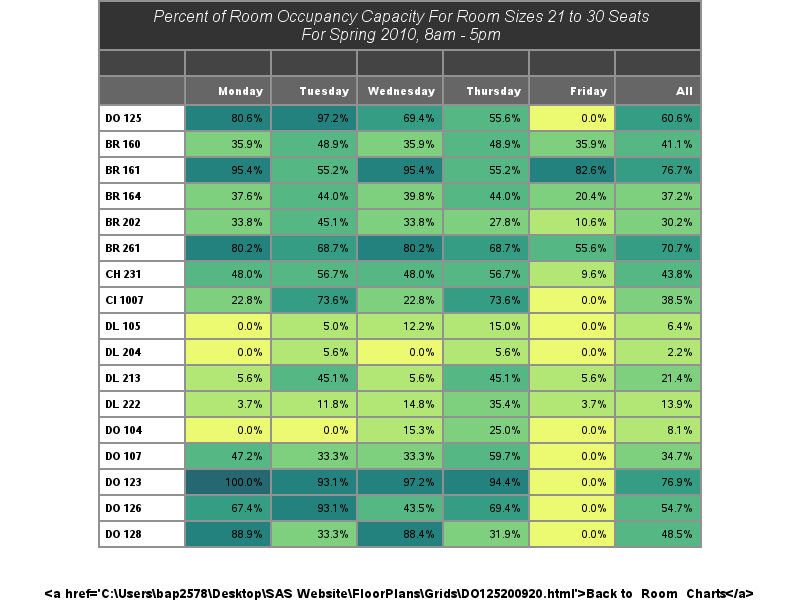 Percent of Room Occupancy Capacity For Room Sizes 21 to 30 Seats
For Spring 2010, 8am - 5pm
Monday Tuesday Wednesday Thursday Friday All
DO 125 80.6% 97.2% 69.4% 55.6% 0.0% 60.6%
BR 160 35.9% 48.9% 35.9% 48.9% 35.9% 41.1%
BR 161 95.4% 55.2% 95.4% 55.2% 82.6% 76.7%
BR 164 37.6% 44.0% 39.8% 44.0% 20.4% 37.2%
BR 202 33.8% 45.1% 33.8% 27.8% 10.6% 30.2%
BR 261 80.2% 68.7% 80.2% 68.7% 55.6% 70.7%
CH 231 48.0% 56.7% 48.0% 56.7% 9.6% 43.8%
CI 1007 22.8% 73.6% 22.8% 73.6% 0.0% 38.5%
DL 105 0.0% 5.0% 12.2% 15.0% 0.0% 6.4%
DL 204 0.0% 5.6% 0.0% 5.6% 0.0% 2.2%
DL 213 5.6% 45.1% 5.6% 45.1% 5.6% 21.4%
DL 222 3.7% 11.8% 14.8% 35.4% 3.7% 13.9%
DO 104 0.0% 0.0% 15.3% 25.0% 0.0% 8.1%
DO 107 47.2% 33.3% 33.3% 59.7% 0.0% 34.7%
DO 123 100.0% 93.1% 97.2% 94.4% 0.0% 76.9%
DO 126 67.4% 93.1% 43.5% 69.4% 0.0% 54.7%
DO 128 88.9% 33.3% 88.4% 31.9% 0.0% 48.5%
<a href='C:\Users\bap2578\Desktop\SAS Website\FloorPlans\Grids\DO125200920.html'>Back to Room Charts</a>